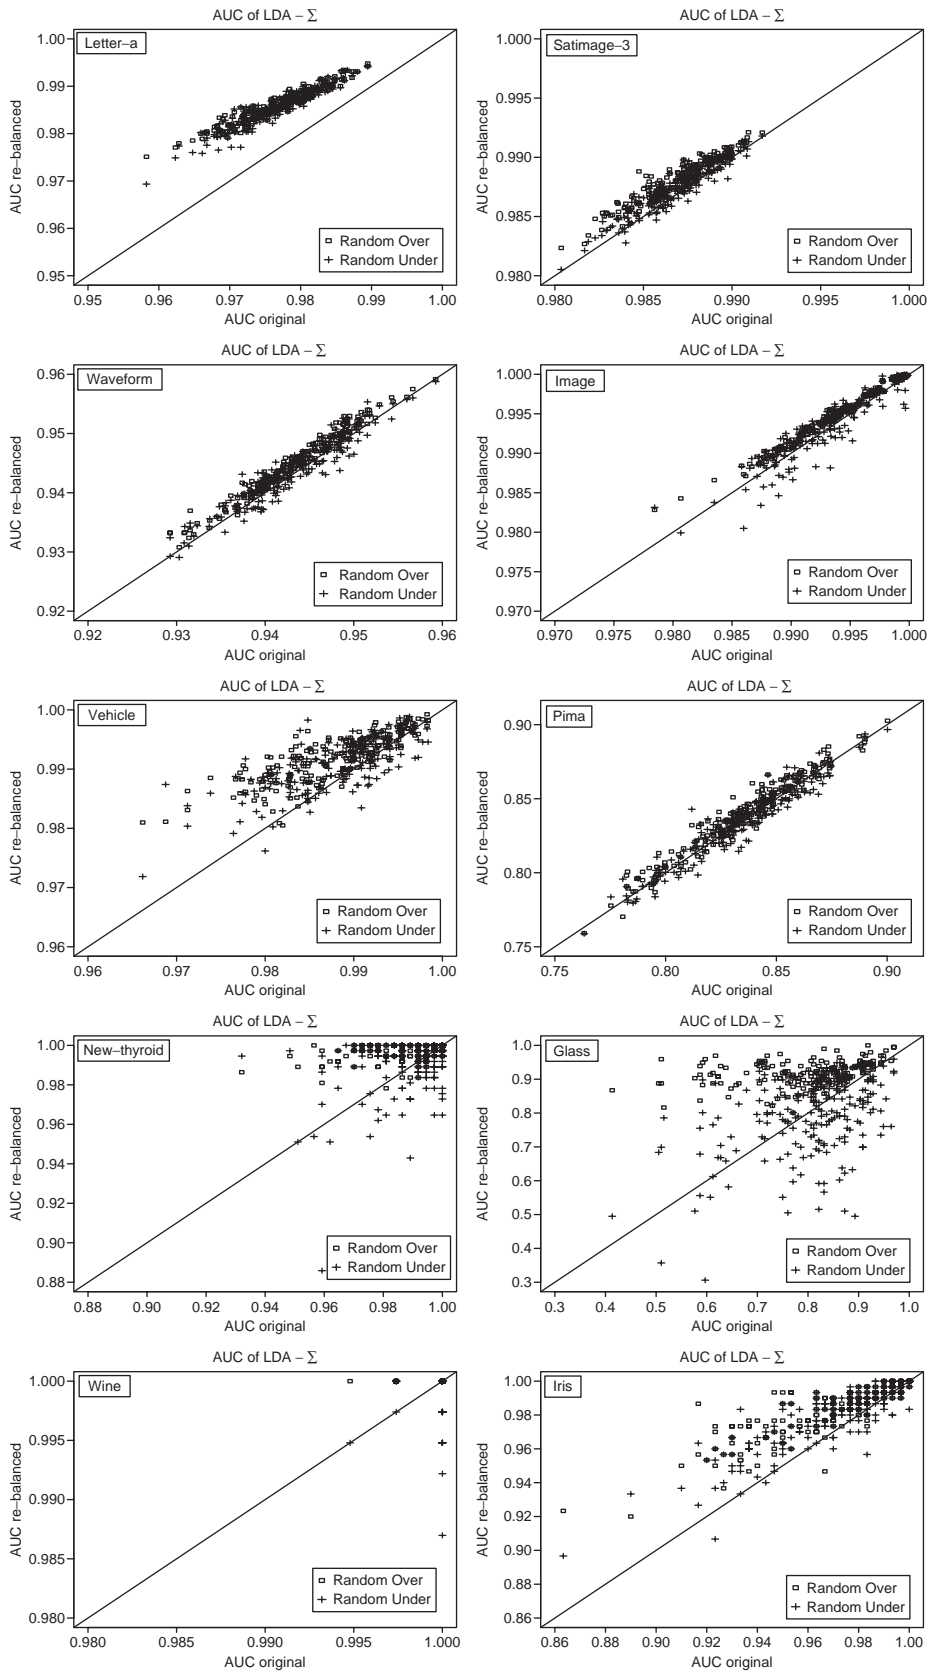 AUC of LDA – Σ
Letter–a
AUC re–balanced
1.00
0.99
0.98
0.97
0.96
0.95
Random Over
Random Under
0.95 0.96 0.97 0.98 0.99 1.00
AUC original
AUC of LDA – Σ
Satimage–3
AUC re–balanced
1.000
0.995
0.990
0.985
0.980
Random Over
Random Under
0.980 0.985 0.990 0.995 1.000
AUC original
AUC of LDA – Σ
Waveform
AUC re–balanced
0.96
0.95
0.94
0.93
0.92
Random Over
Random Under
0.92 0.93 0.94 0.95 0.96
AUC original
AUC of LDA – Σ
Image
AUC re–balanced
1.000
0.995
0.990
0.985
0.980
0.975
0.970
Random Over
Random Under
0.970 0.975 0.980 0.985 0.990 0.995 1.000
AUC original
AUC of LDA – Σ
Vehicle
AUC re–balanced
1.00
0.99
0.98
0.97
0.96
Random Over
Random Under
0.96 0.97 0.98 0.99 1.00
AUC original
AUC of LDA – Σ
Pima
AUC re–balanced
0.90
0.85
0.80
0.75
Random Over
Random Under
0.75 0.80 0.85 0.90
AUC original
AUC of LDA – Σ
New–thyroid
AUC re–balanced
1.00
0.98
0.96
0.94
0.92
0.90
0.88
Random Over
Random Under
0.88 0.90 0.92 0.94 0.96 0.98 1.00
AUC original
AUC of LDA – Σ
Glass
AUC re–balanced
1.0
0.9
0.8
0.7
0.6
0.5
0.4
0.3
Random Over
Random Under
0.3 0.4 0.5 0.6 0.7 0.8 0.9 1.0
AUC original
AUC of LDA – Σ
Wine
AUC re–balanced
1.000
0.995
0.990
0.985
0.980
Random Over
Random Under
0.980 0.985 0.990 0.995 1.000
AUC original
AUC of LDA – Σ
Iris
AUC re–balanced
1.00
0.98
0.96
0.94
0.92
0.90
0.88
0.86
Random Over
Random Under
0.86 0.88 0.90 0.92 0.94 0.96 0.98 1.00
AUC original